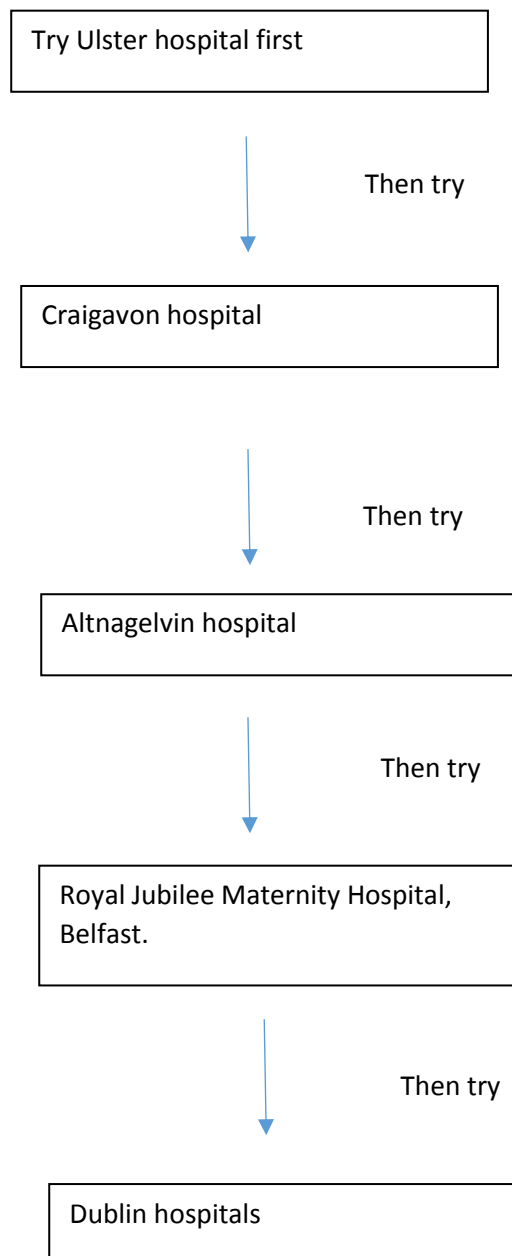 Try Ulster hospital first
Then try
Craigavon hospital
Then try
Altnagelvin hospital
Then try
Royal Jubilee Maternity Hospital,
Belfast.
Then try
Dublin hospitals